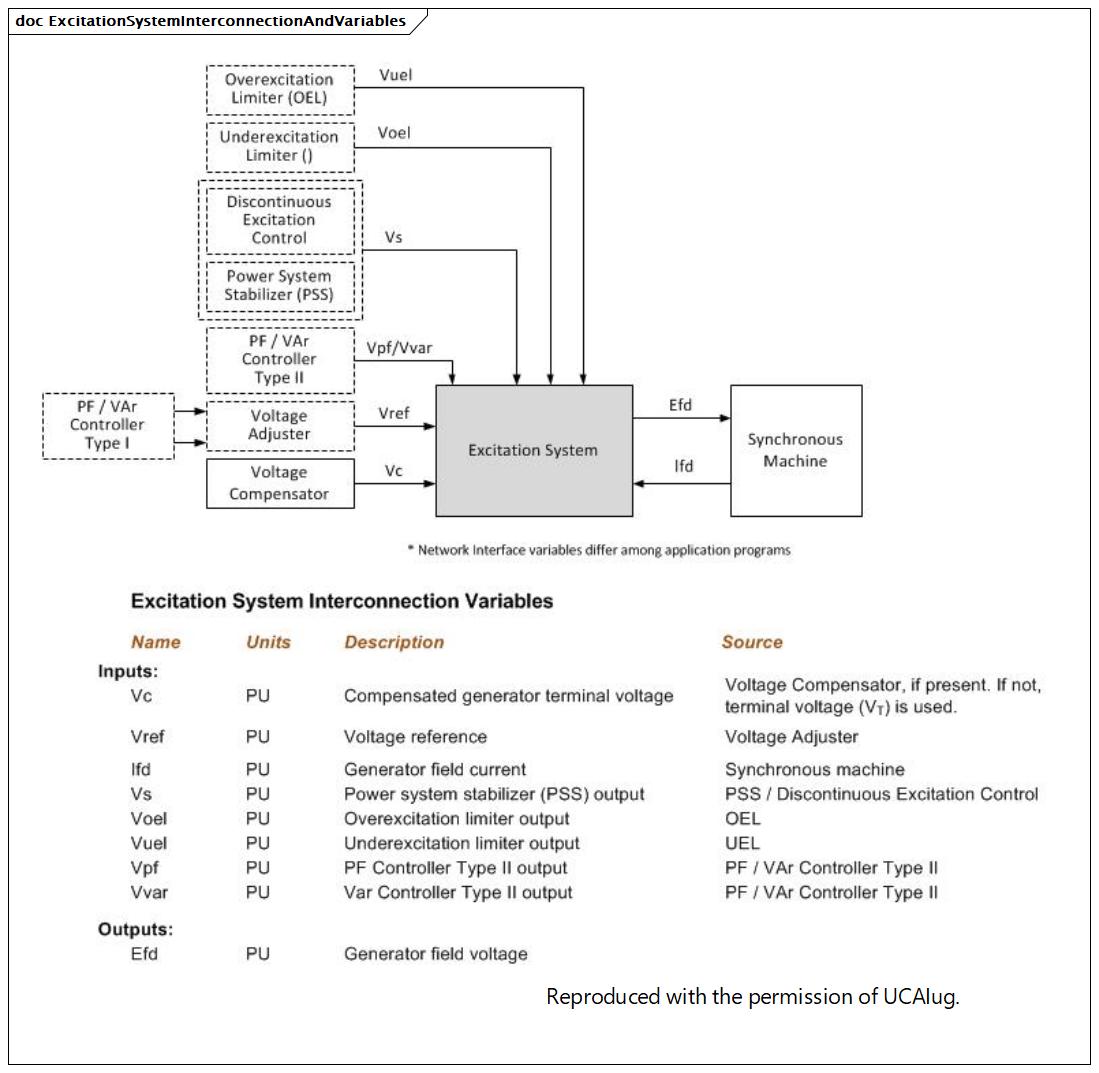 doc ExcitationSystemInterconnectionAndVariables
Overexcitation
Limiter (OEL)
Vuel
Underexcitation
Limiter ()
Voel
Discontinuous
Excitation
Control
Vs
Power System
Stabilizer (PSS)
PF / VAr
Controller
Type II
Vpf/Vvar
PF / VAr
Controller
Type I
Voltage
Adjuster
Vref
Voltage
Compensator
Vc
Excitation System
Efd
Ifd
Synchronous
Machine
* Network Interface variables differ among application programs
Excitation System Interconnection Variables
Name Units Description Source
Inputs:
Vc PU Compensated generator terminal voltage Voltage Compensator, if present. If not,
terminal voltage (VT) is used.
Vref PU Voltage reference Voltage Adjuster
Ifd PU Generator field current Synchronous machine
Vs PU Power system stabilizer (PSS) output PSS / Discontinuous Excitation Control
Voel PU Overexcitation limiter output OEL
Vuel PU Underexcitation limiter output UEL
Vpf PU PF Controller Type II output PF / VAr Controller Type II
Vvar PU Var Controller Type II output PF / VAr Controller Type II
Outputs:
Efd PU Generator field voltage
Reproduced with the permission of UCAIug.